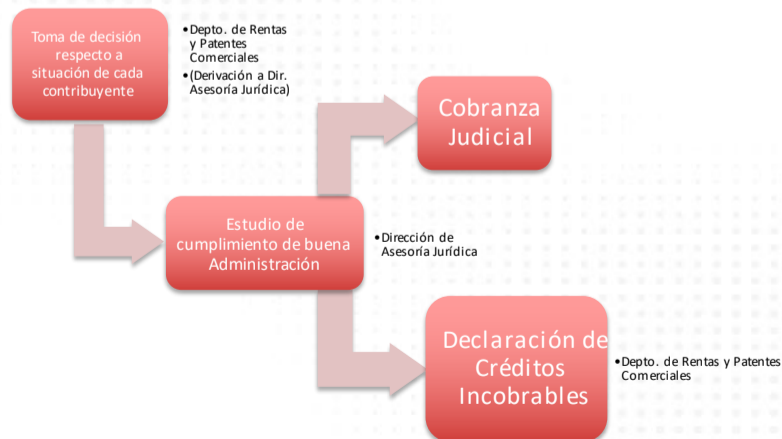 Toma de decisión
respecto a
situación de cada
contribuyente
•Depto. de Rentas
y Patentes
Comerciales
•(Derivación a Dir.
Asesoría Jurídica)
Cobranza
Judicial
Estudio de
cumplimiento de buena
Administración
•Dirección de
Asesoría Jurídica
Declaración de
Créditos
Incobrables
•Depto. de Rentas y Patentes
Comerciales